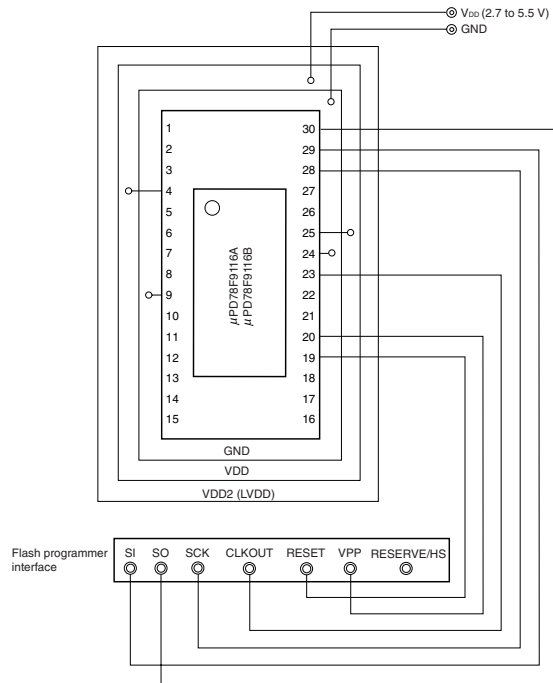 VDD (2.7 to 5.5 V)
GND
1 30
2 29
3 28
4 27
5 26
6 25
7 24
8 23
9 22
10 21
11 20
12 19
13 18
14 17
15 16
μPD78F9116A
μPD78F9116B
GND
VDD
VDD2 (LVDD)
Flash programmer
interface
SI SO SCK CLKOUT RESET VPP RESERVE/HS